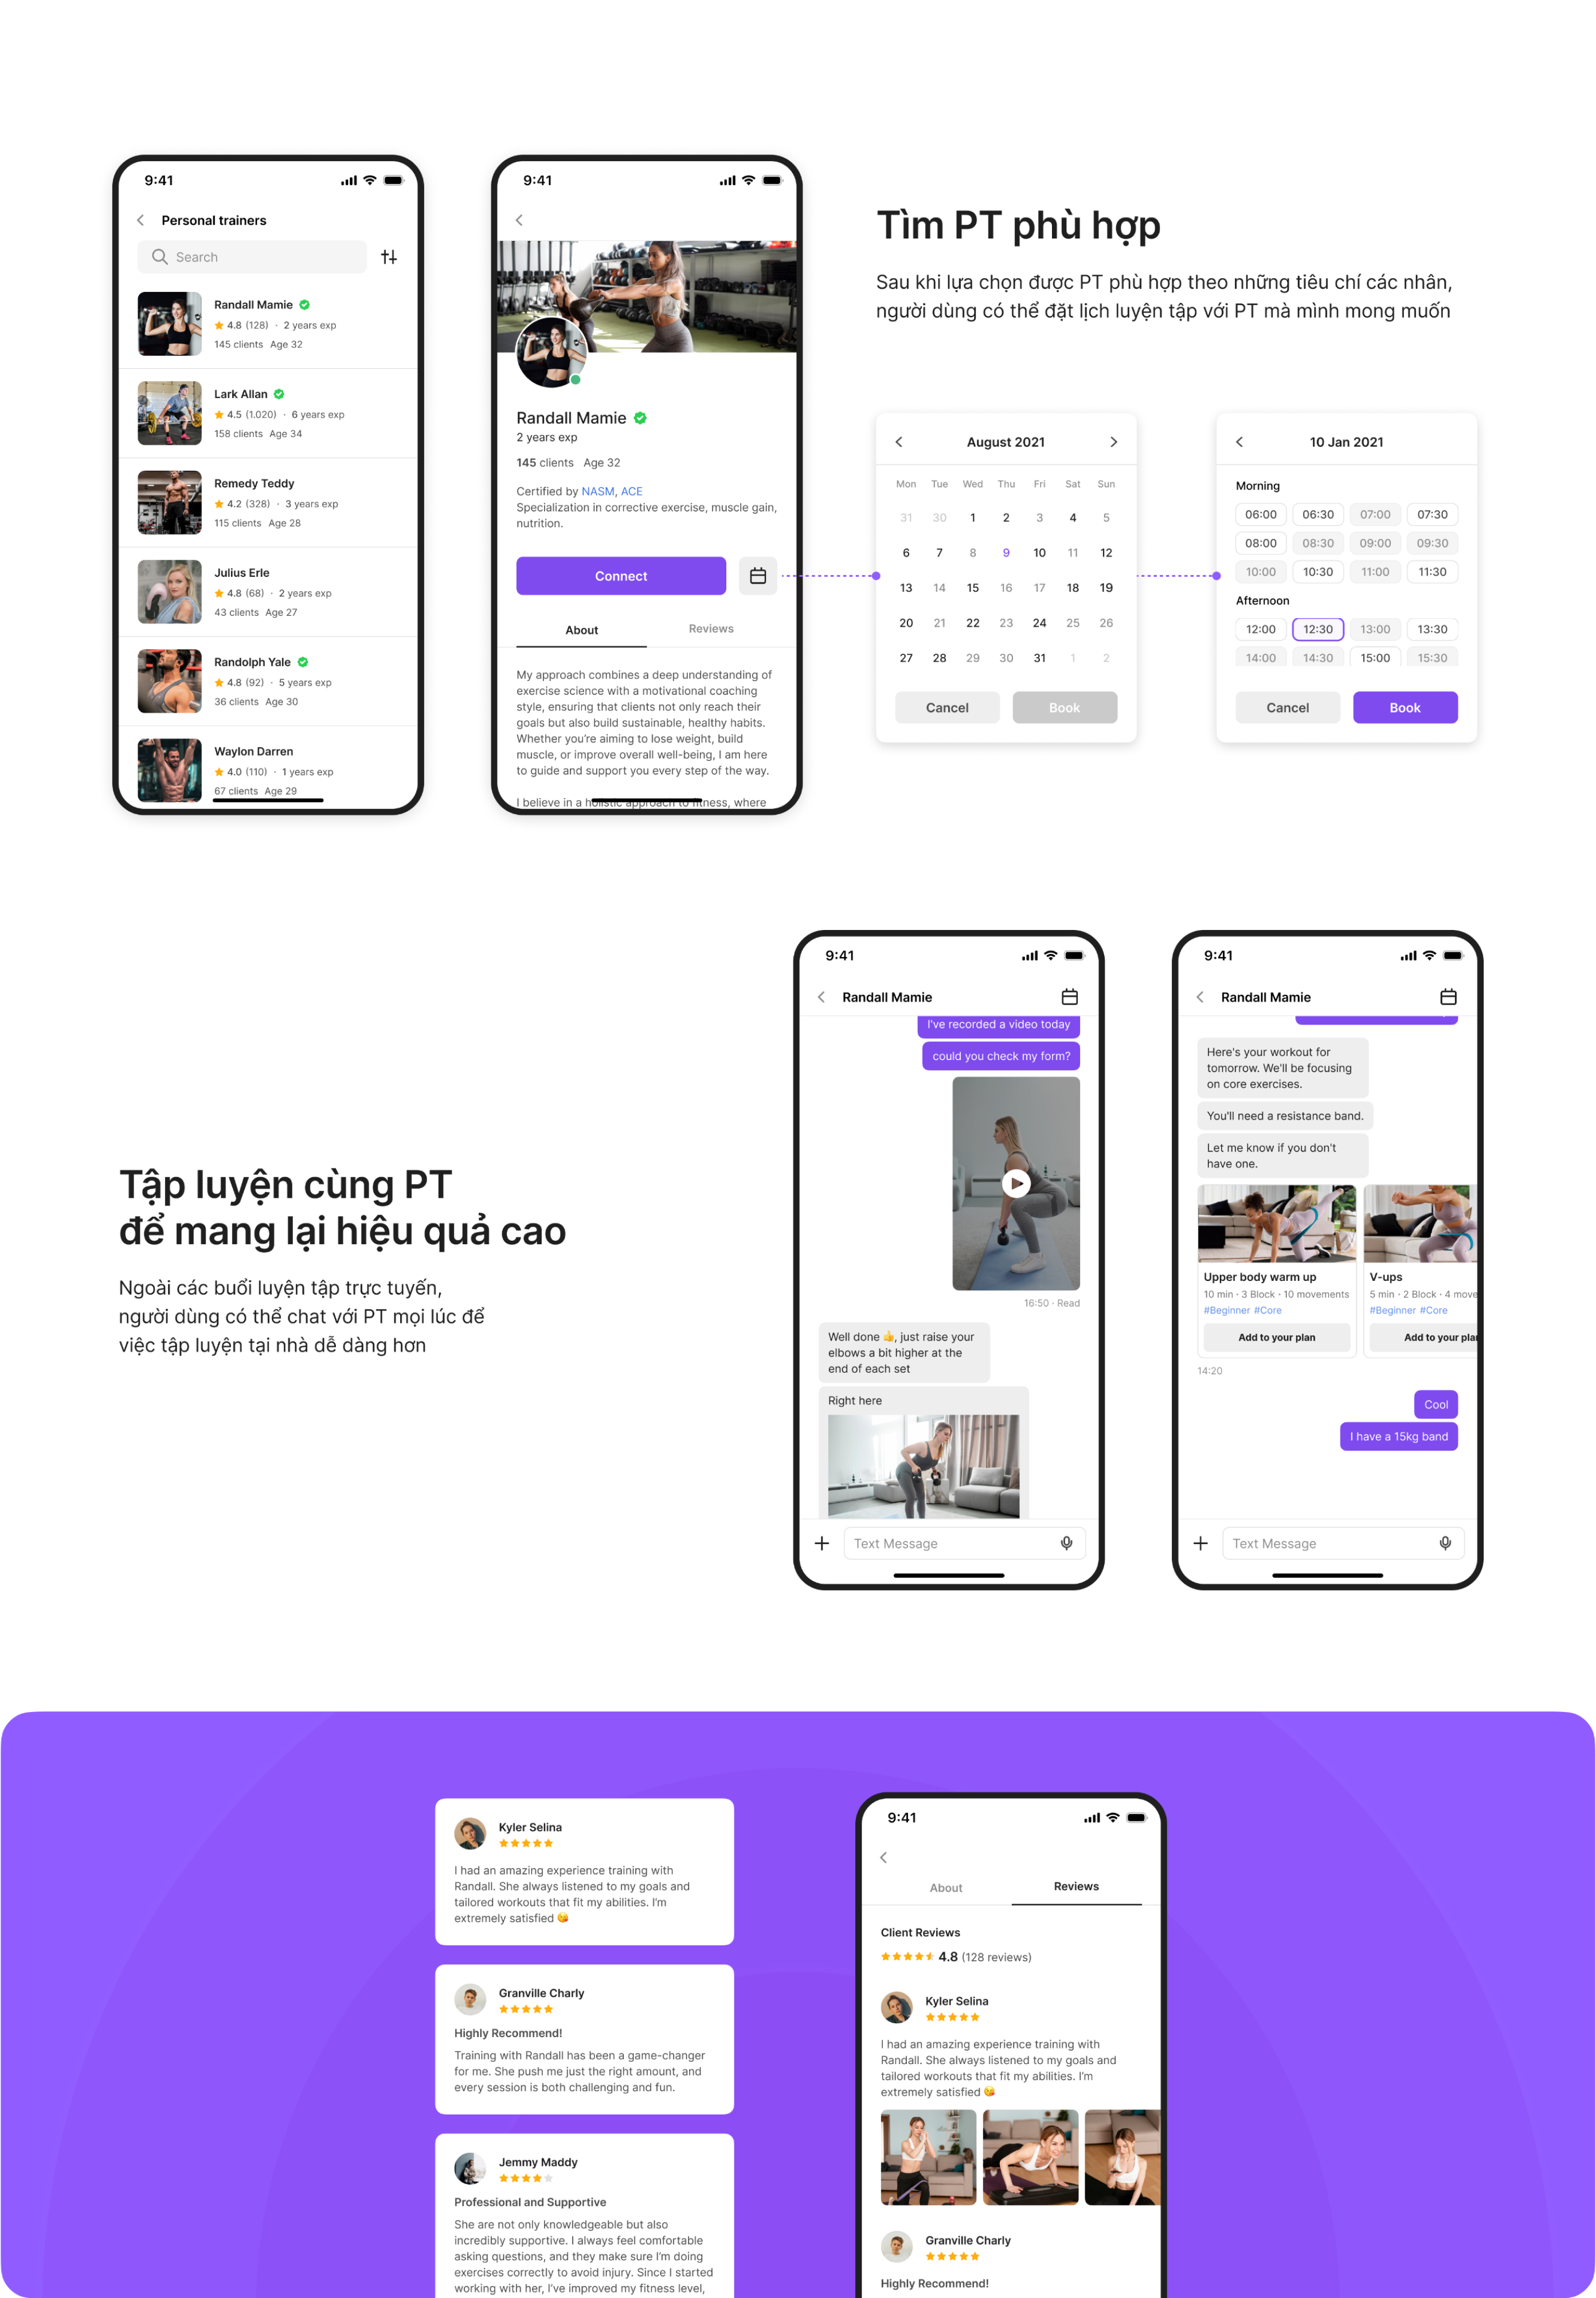 9:41
Personal trainers
Search
Randall Mamie
4.8 (128) · 2 years exp
145 clients Age 32
Lark Allan
4.5 (1.020) · 6 years exp
158 clients Age 34
Remedy Teddy
4.2 (328) · 3 years exp
115 clients Age 28
Julius Erle
4.8 (68) · 2 years exp
43 clients Age 27
Randolph Yale
4.8 (92) · 5 years exp
36 clients Age 30
Waylon Darren
4.0 (110) · 1 years exp
67 clients Age 29
9:41
Randall Mamie
2 years exp
145 clients Age 32
Certified by NASM, ACE
Specialization in corrective exercise, muscle gain,
nutrition.
Connect
About Reviews
My approach combines a deep understanding of
exercise science with a motivational coaching
style, ensuring that clients not only reach their
goals but also build sustainable, healthy habits.
Whether you're aiming to lose weight, build
muscle, or improve overall well-being, I am here
to guide and support you every step of the way.
I believe in a holistic approach to fitness, where
Tìm PT phù hợp
Sau khi lựa chọn được PT phù hợp theo những tiêu chí các nhân,
người dùng có thể đặt lịch luyện tập với PT mà mình mong muốn
August 2021
Mon Tue Wed Thu Fri Sat Sun
31 30 1 2 3 4 5
6 7 8 9 10 11 12
13 14 15 16 17 18 19
20 21 22 23 24 25 26
27 28 29 30 31 1 2
Cancel Book
10 Jan 2021
Morning
06:00 06:30 07:00 07:30
08:00 08:30 09:00 09:30
10:00 10:30 11:00 11:30
Afternoon
12:00 12:30 13:00 13:30
14:00 14:30 15:00 15:30
Cancel Book
Tập luyện cùng PT
để mang lại hiệu quả cao
Ngoài các buổi luyện tập trực tuyến,
người dùng có thể chat với PT mọi lúc để
việc tập luyện tại nhà dễ dàng hơn
9:41
Randall Mamie
I've recorded a video today
could you check my form?
16:50 · Read
Well done 👍, just raise your
elbows a bit higher at the
end of each set
Right here
Text Message
9:41
Randall Mamie
Here's your workout for
tomorrow. We'll be focusing
on core exercises.
You'll need a resistance band.
Let me know if you don't
have one.
Upper body warm up
10 min · 3 Block · 10 movements
#Beginner #Core
Add to your plan
V-ups
5 min · 2 Block · 4 move
#Beginner #Core
Add to your plan
14:20
Cool
I have a 15kg band
Text Message
Kyler Selina
I had an amazing experience training with
Randall. She always listened to my goals and
tailored workouts that fit my abilities. I'm
extremely satisfied 😘
Granville Charly
Highly Recommend!
Training with Randall has been a game-changer
for me. She push me just the right amount, and
every session is both challenging and fun.
Jemmy Maddy
Professional and Supportive
She are not only knowledgeable but also
incredibly supportive. I always feel comfortable
asking questions, and they make sure I'm doing
exercises correctly to avoid injury. Since I started
working with her, I've improved my fitness level,
9:41
About Reviews
Client Reviews
4.8 (128 reviews)
Kyler Selina
I had an amazing experience training with
Randall. She always listened to my goals and
tailored workouts that fit my abilities. I'm
extremely satisfied 😘
Granville Charly
Highly Recommend!